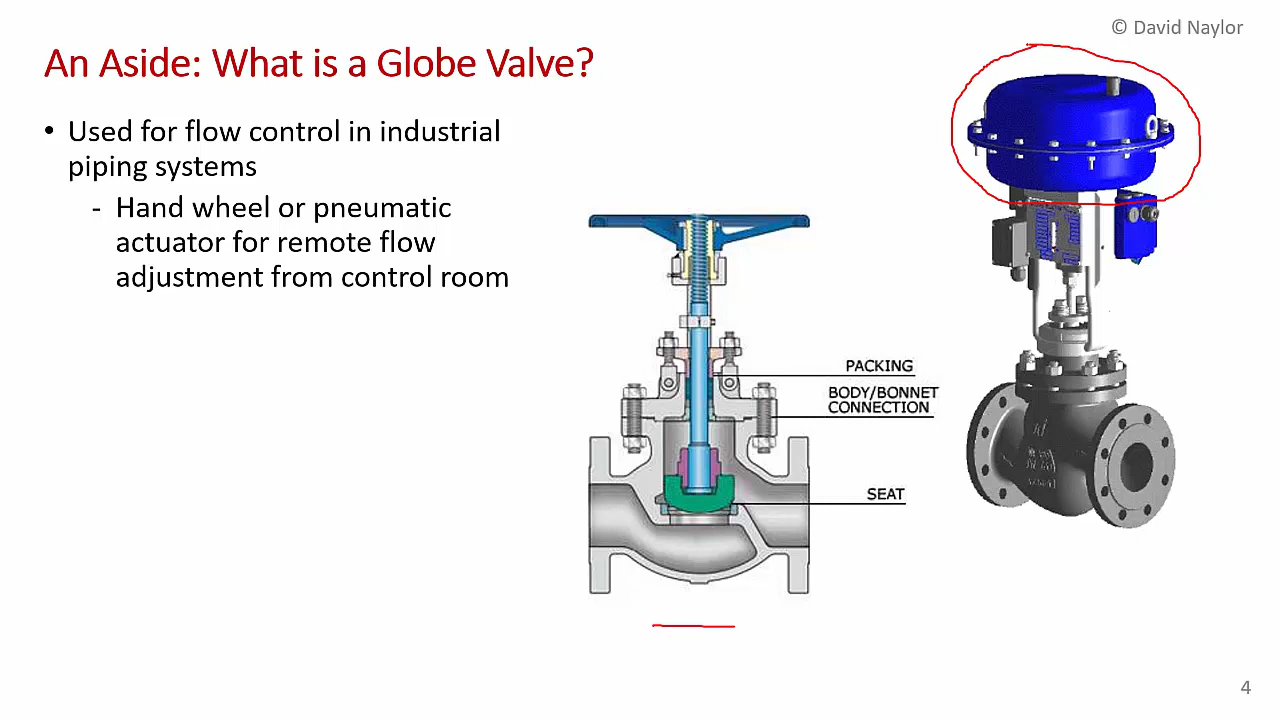 © David Naylor
An Aside: What is a Globe Valve?
• Used for flow control in industrial
piping systems
- Hand wheel or pneumatic
actuator for remote flow
adjustment from control room
PACKING
BODY/BONNET
CONNECTION
SEAT
4